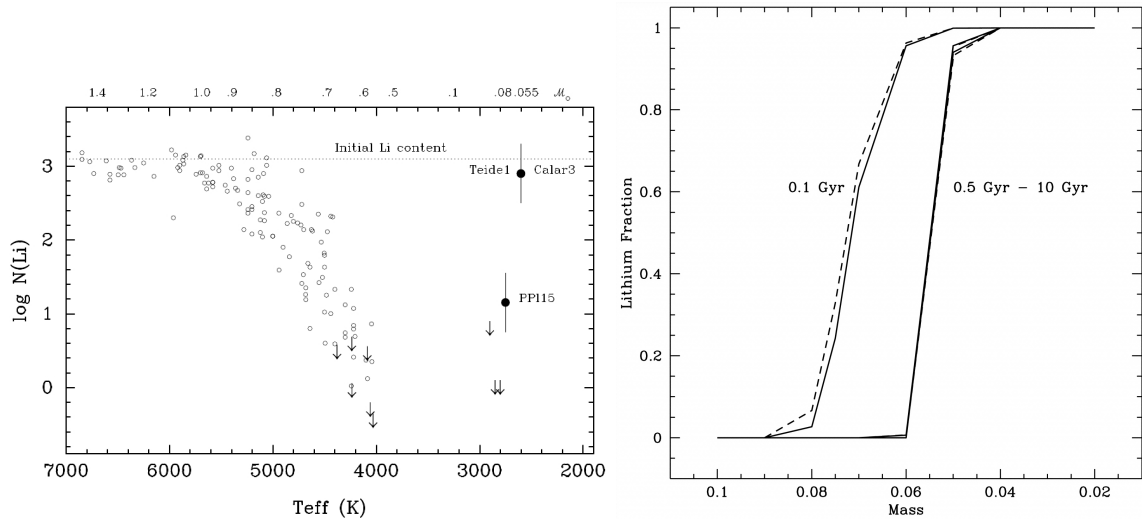 1.4 1.2 1.0 .9 .8 .7 .6 .5 .1 .08 .055 M⊙
Initial Li content
Teide1 Calar3
PP115
log N(Li)
3
2
1
0
7000 6000 5000 4000 3000 2000
Teff (K)
Lithium Fraction
1
0.8
0.6
0.4
0.2
0
0.1 Gyr
0.5 Gyr − 10 Gyr
0.1 0.08 0.06 0.04 0.02
Mass